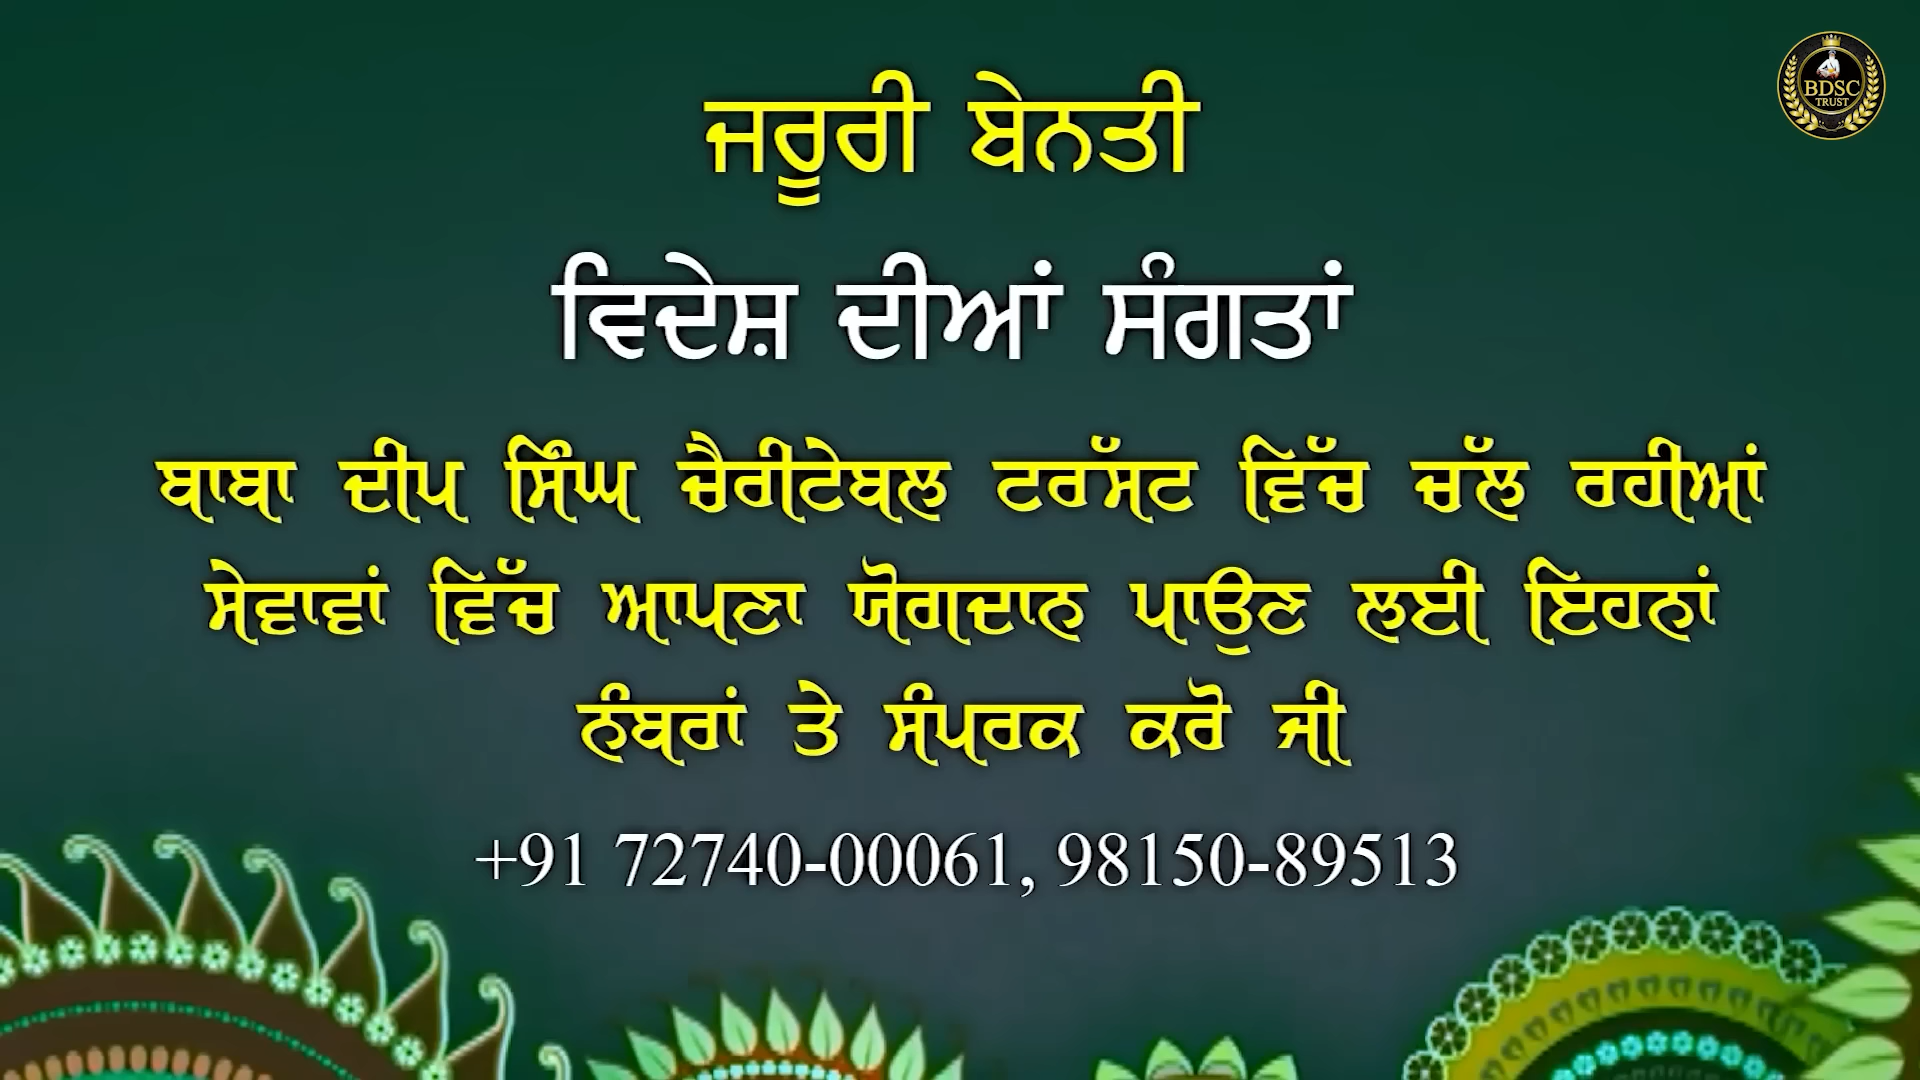 BDSC
TRUST
ਜਰੂਰੀ ਬੇਨਤੀ
ਵਿਦੇਸ਼ ਦੀਆਂ ਸੰਗਤਾਂ
ਬਾਬਾ ਦੀਪ ਸਿੰਘ ਚੈਰੀਟੇਬਲ ਟਰੱਸਟ ਵਿੱਚ ਚੱਲ ਰਹੀਆਂ
ਸੇਵਾਵਾਂ ਵਿੱਚ ਆਪਣਾ ਯੋਗਦਾਨ ਪਾਉਣ ਲਈ ਇਹਨਾਂ
ਨੰਬਰਾਂ ਤੇ ਸੰਪਰਕ ਕਰੋ ਜੀ
+91 72740-00061, 98150-89513